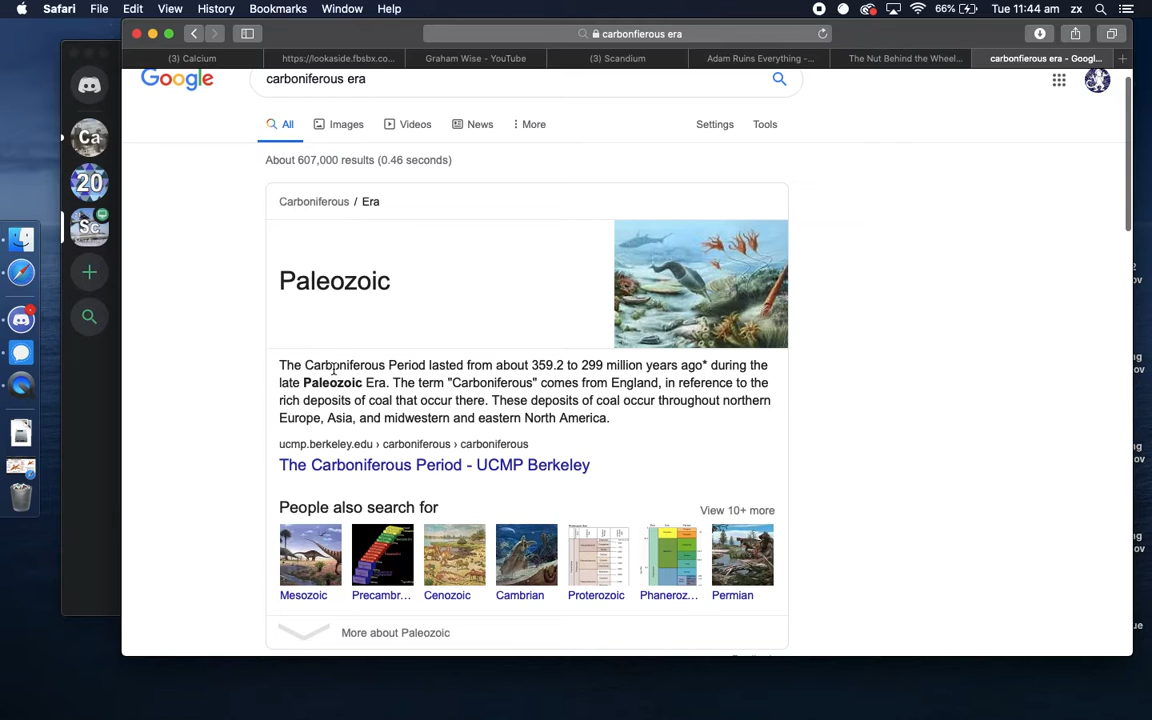 Safari File Edit View History Bookmarks Window Help 66% Tue 11:44 am zx
carbonfierous era
(3) Calcium https://lookaside.fbsbx.co... Graham Wise - YouTube (3) Scandium Adam Ruins Everything -... The Nut Behind the Wheel... carbonfierous era - Googl...
Google carboniferous era
All Images Videos News More Settings Tools
About 607,000 results (0.46 seconds)
Carboniferous / Era
Paleozoic
The Carboniferous Period lasted from about 359.2 to 299 million years ago* during the
late Paleozoic Era. The term "Carboniferous" comes from England, in reference to the
rich deposits of coal that occur there. These deposits of coal occur throughout northern
Europe, Asia, and midwestern and eastern North America.
ucmp.berkeley.edu › carboniferous › carboniferous
The Carboniferous Period - UCMP Berkeley
People also search for View 10+ more
Mesozoic Precambr... Cenozoic Cambrian Proterozoic Phaneroz... Permian
More about Paleozoic
Ca
20
Sc